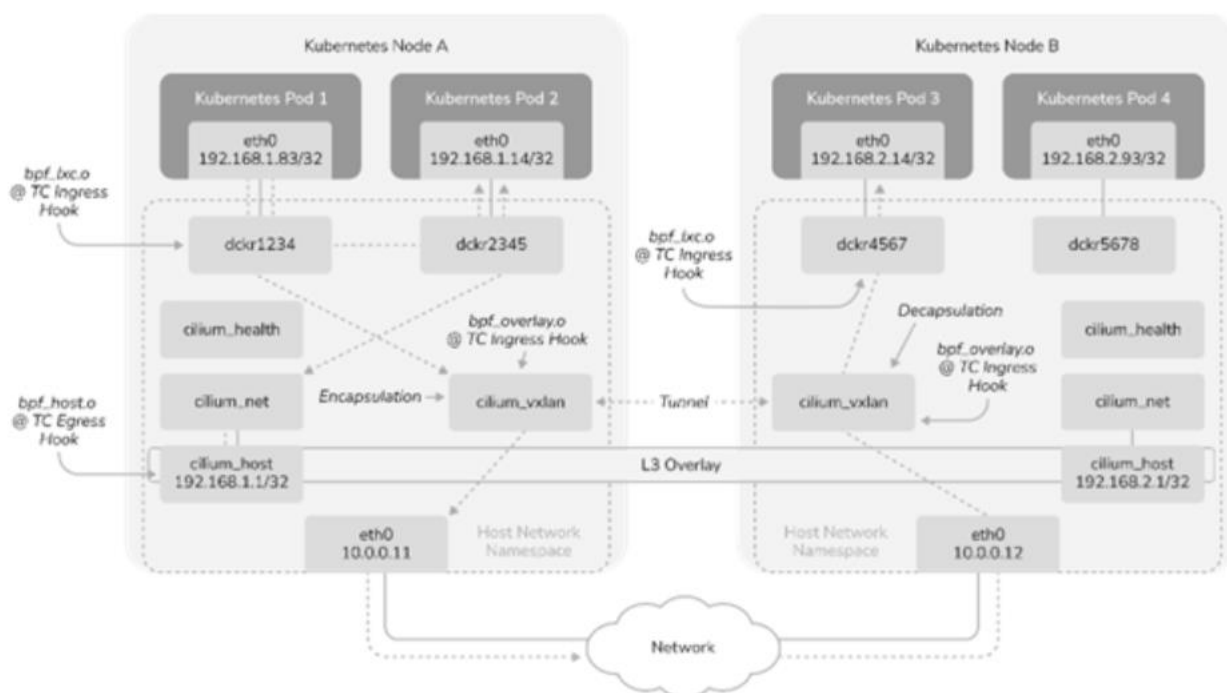 Kubernetes Node A
Kubernetes Node B
Kubernetes Pod 1
Kubernetes Pod 2
Kubernetes Pod 3
Kubernetes Pod 4
eth0
192.168.1.83/32
eth0
192.168.1.14/32
eth0
192.168.2.14/32
eth0
192.168.2.93/32
bpf_lxc.o
@ TC Ingress
Hook
dckr1234
dckr2345
bpf_lxc.o
@ TC Ingress
Hook
dckr4567
dckr5678
cilium_health
bpf_overlay.o
@ TC Ingress Hook
Decapsulation
cilium_health
bpf_overlay.o
@ TC Ingress
Hook
bpf_host.o
@ TC Egress
Hook
cilium_net
Encapsulation
cilium_vxlan
Tunnel
cilium_vxlan
cilium_net
cilium_host
192.168.1.1/32
L3 Overlay
cilium_host
192.168.2.1/32
eth0
10.0.0.11
Host Network
Namespace
Host Network
Namespace
eth0
10.0.0.12
Network